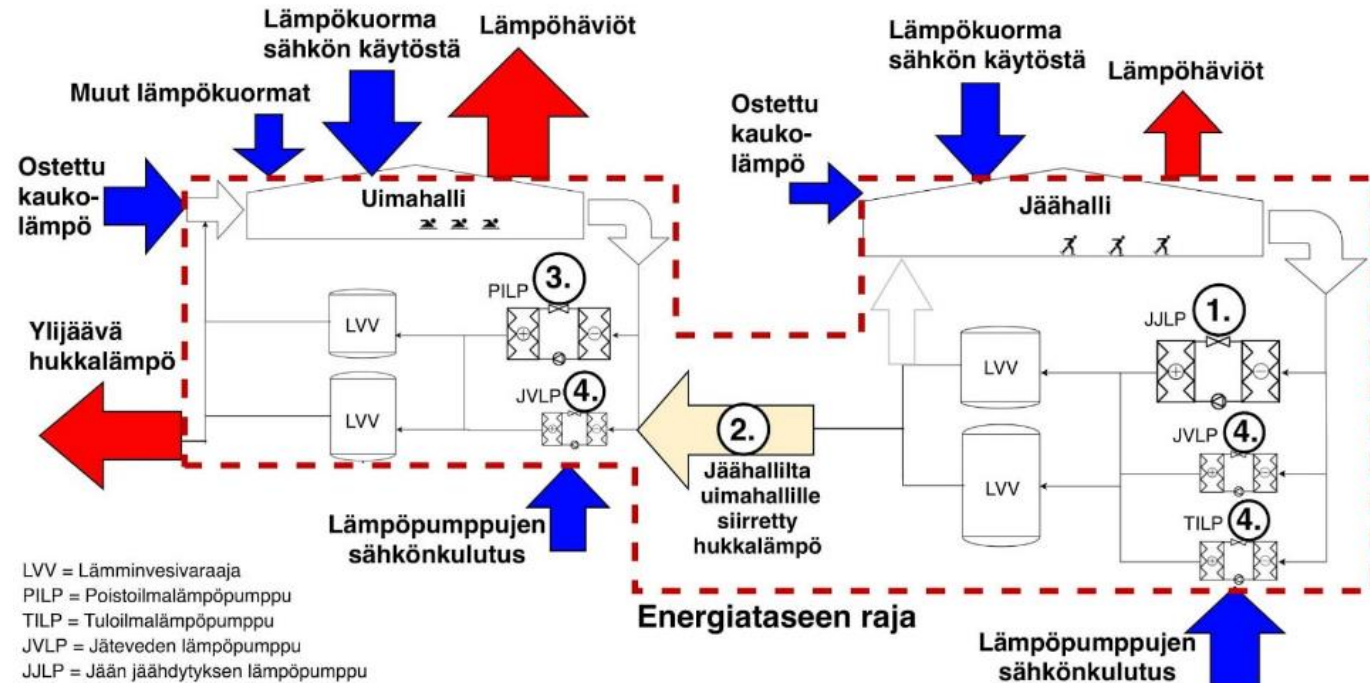 Lämpökuorma
sähkön käytöstä
Lämpöhäviöt
Muut lämpökuormat
Ostettu
kauko-
lämpö
Uimahalli
3.
PILP
LVV
Ylijäävä
hukkalämpö
LVV
JVLP
4.
2.
Jäähallilta
uimahallille
siirretty
hukkalämpö
Lämpöpumppujen
sähkönkulutus
Lämpökuorma
sähkön käytöstä
Lämpöhäviöt
Ostettu
kauko-
lämpö
Jäähalli
1.
JJLP
LVV
JVLP
4.
LVV
TILP
4.
Energiataseen raja
Lämpöpumppujen
sähkönkulutus
LVV = Lämminvesivaraaja
PILP = Poistoilmalämpöpumppu
TILP = Tuloilmalämpöpumppu
JVLP = Jäteveden lämpöpumppu
JJLP = Jään jäähdytyksen lämpöpumppu